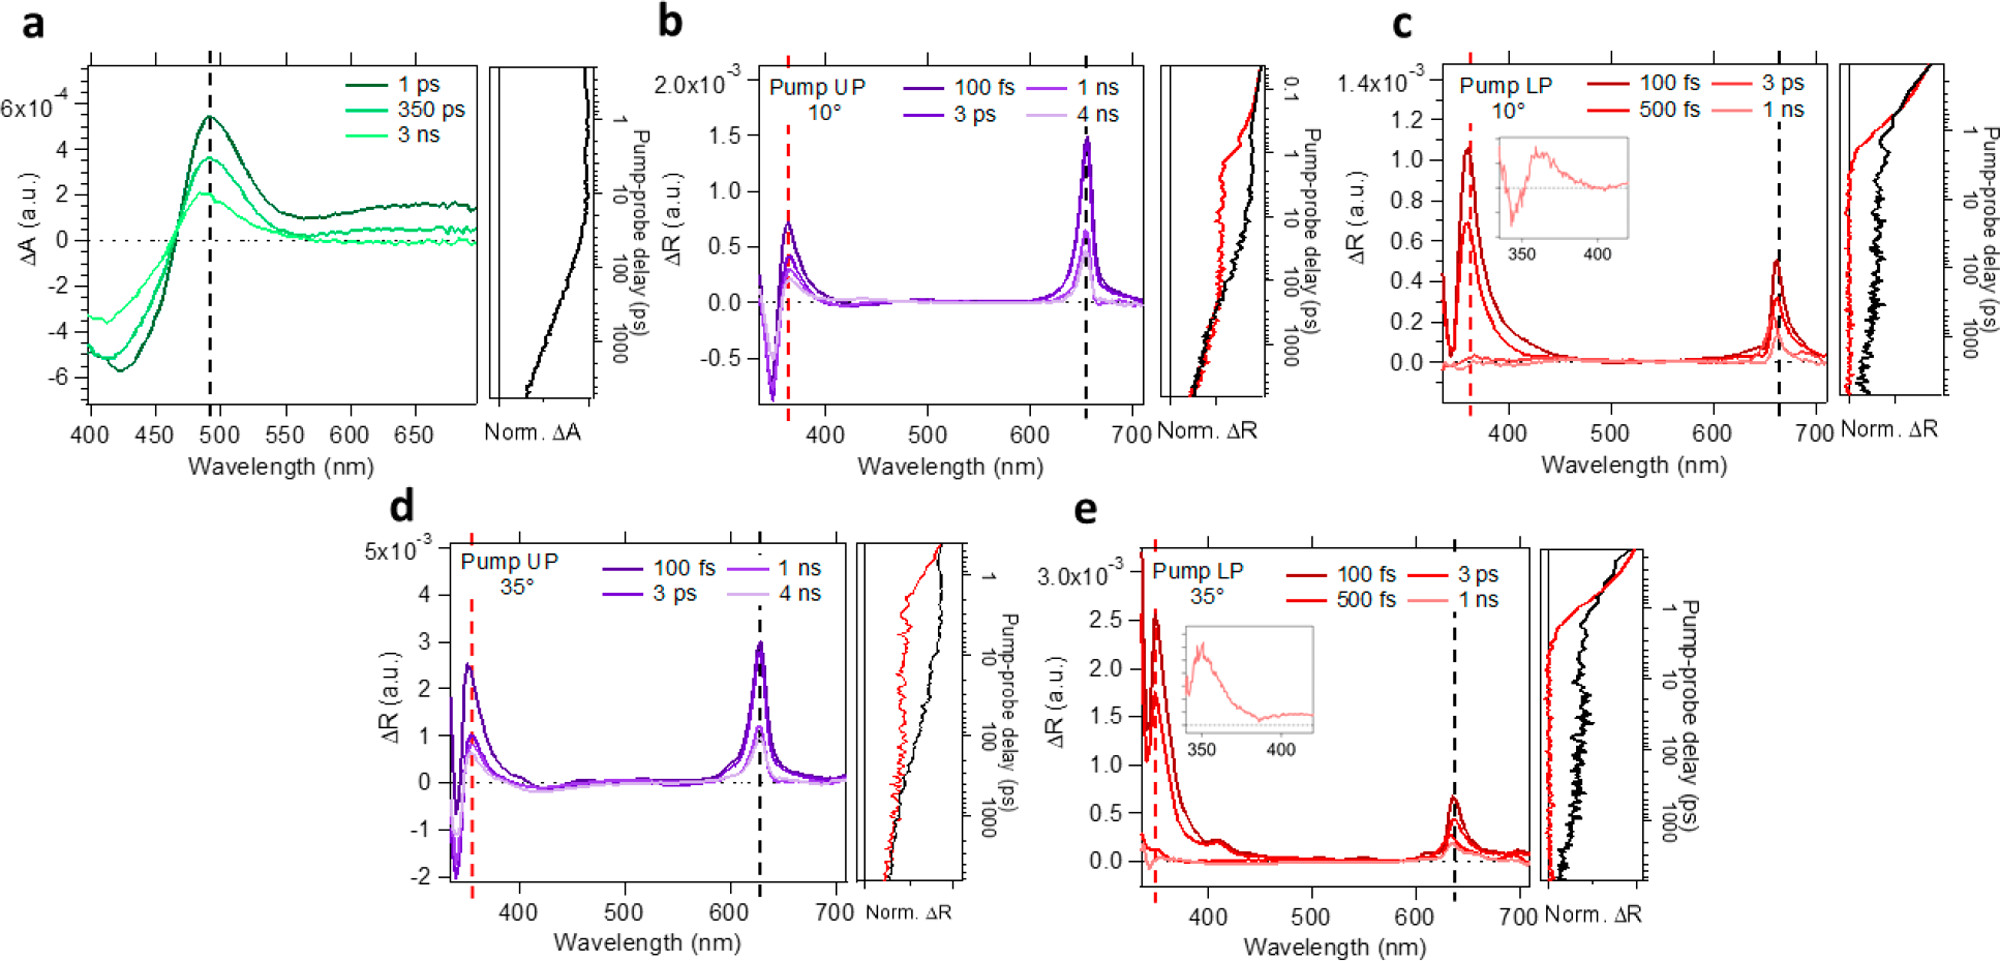 a
6x10⁻⁴
4
2
0
-2
-4
-6
ΔA (a.u.)
1 ps
350 ps
3 ns
400 450 500 550 600 650
Wavelength (nm)
Norm. ΔA
1
10
100
1000
Pump-probe delay (ps)
b
2.0x10⁻³
1.5
1.0
0.5
0.0
-0.5
ΔR (a.u.)
Pump UP
10°
100 fs
3 ps
1 ns
4 ns
400 500 600 700
Wavelength (nm)
Norm. ΔR
0.1
1
10
100
1000
Pump-probe delay (ps)
c
1.4x10⁻³
1.2
1.0
0.8
0.6
0.4
0.2
0.0
ΔR (a.u.)
Pump LP
10°
100 fs
500 fs
3 ps
1 ns
350 400
400 500 600 700
Wavelength (nm)
Norm. ΔR
1
10
100
1000
Pump-probe delay (ps)
d
5x10⁻³
4
3
2
1
0
-1
-2
ΔR (a.u.)
Pump UP
35°
100 fs
3 ps
1 ns
4 ns
400 500 600 700
Wavelength (nm)
Norm. ΔR
1
10
100
1000
Pump-probe delay (ps)
e
3.0x10⁻³
2.5
2.0
1.5
1.0
0.5
0.0
ΔR (a.u.)
Pump LP
35°
100 fs
500 fs
3 ps
1 ns
350 400
400 500 600 700
Wavelength (nm)
Norm. ΔR
1
10
100
1000
Pump-probe delay (ps)